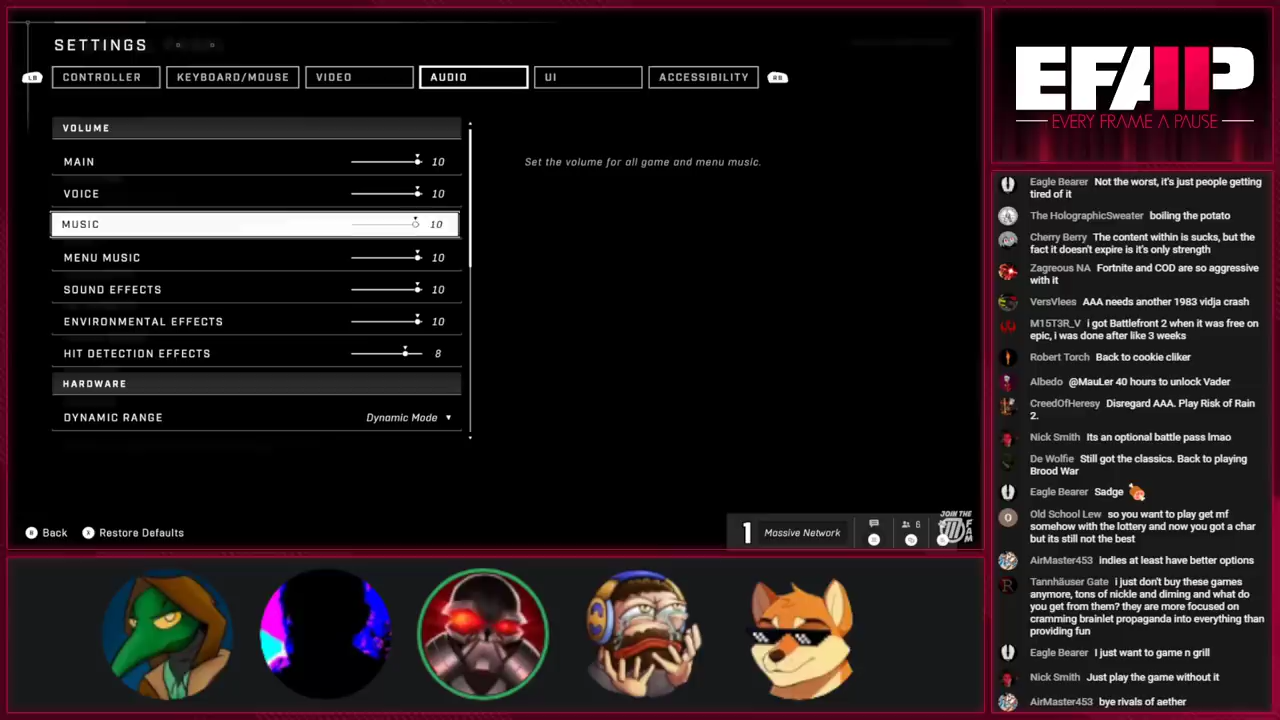 SETTINGS
LB
CONTROLLER
KEYBOARD/MOUSE
VIDEO
AUDIO
UI
ACCESSIBILITY
RB
VOLUME
MAIN
10
VOICE
10
MUSIC
10
MENU MUSIC
10
SOUND EFFECTS
10
ENVIRONMENTAL EFFECTS
10
HIT DETECTION EFFECTS
8
HARDWARE
DYNAMIC RANGE
Dynamic Mode
Set the volume for all game and menu music.
B Back
X Restore Defaults
1
Massive Network
6
JOIN THE
FAM
EFAP
EVERY FRAME A PAUSE
Eagle Bearer Not the worst, it's just people getting
tired of it
The HolographicSweater boiling the potato
Cherry Berry The content within is sucks, but the
fact it doesn't expire is it's only strength
Zagreous NA Fortnite and COD are so aggressive
with it
VersVlees AAA needs another 1983 vidja crash
M15T3R_V i got Battlefront 2 when it was free on
epic, i was done after like 3 weeks
Robert Torch Back to cookie cliker
Albedo @MauLer 40 hours to unlock Vader
CreedOfHeresy Disregard AAA. Play Risk of Rain
2.
Nick Smith Its an optional battle pass lmao
De Wolfie Still got the classics. Back to playing
Brood War
Eagle Bearer Sadge
O
Old School Lew so you want to play get mf
somehow with the lottery and now you got a char
but its still not the best
AirMaster453 indies at least have better options
Tannhäuser Gate i just don't buy these games
anymore, tons of nickle and diming and what do
you get from them? they are more focused on
cramming brainlet propaganda into everything than
providing fun
Eagle Bearer I just want to game n grill
Nick Smith Just play the game without it
AirMaster453 bye rivals of aether